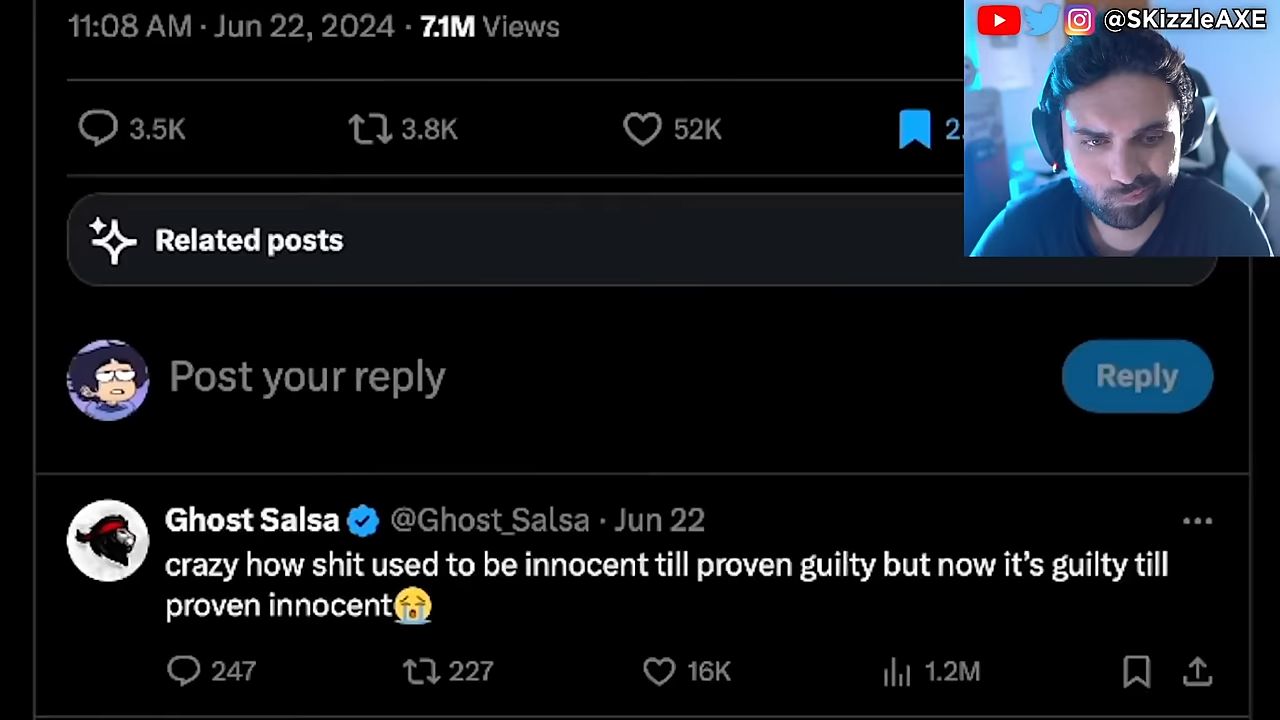 @SKizzleAXE
11:08 AM · Jun 22, 2024 · 7.1M Views
3.5K 3.8K 52K 2.
Related posts
Post your reply
Reply
Ghost Salsa @Ghost_Salsa · Jun 22
crazy how shit used to be innocent till proven guilty but now it's guilty till
proven innocent😭
247 227 16K 1.2M